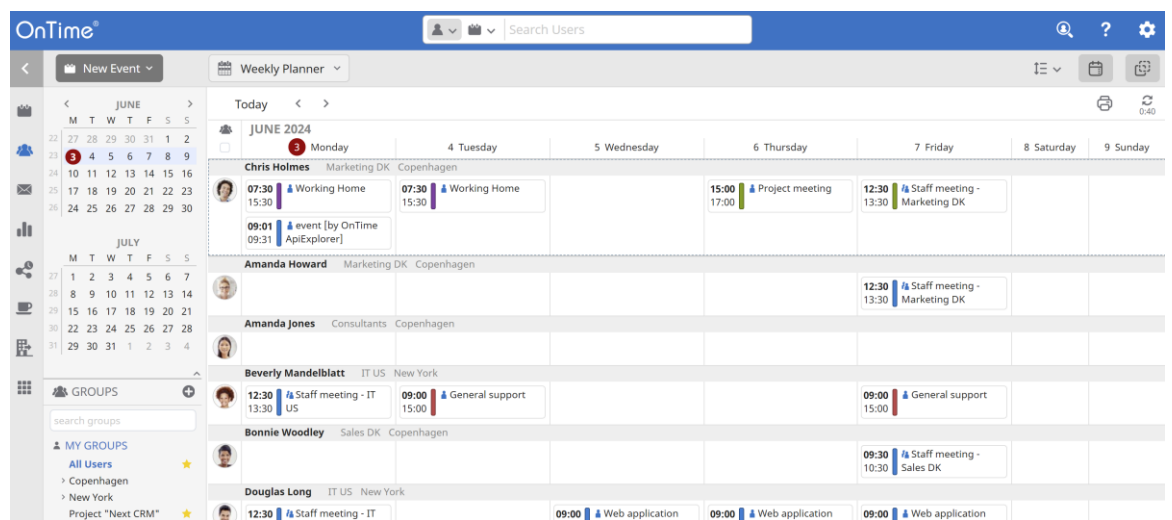 OnTime®
Search Users
New Event
Weekly Planner
JUNE
M T W T F S S
22 27 28 29 30 31 1 2
23 3 4 5 6 7 8 9
24 10 11 12 13 14 15 16
25 17 18 19 20 21 22 23
26 24 25 26 27 28 29 30
JULY
M T W T F S S
27 1 2 3 4 5 6 7
28 8 9 10 11 12 13 14
29 15 16 17 18 19 20 21
30 22 23 24 25 26 27 28
31 29 30 31 1 2 3 4
GROUPS
search groups
MY GROUPS
All Users
Copenhagen
New York
Project "Next CRM"
Today
0:40
JUNE 2024
3 Monday 4 Tuesday 5 Wednesday 6 Thursday 7 Friday 8 Saturday 9 Sunday
Chris Holmes Marketing DK Copenhagen
07:30 Working Home
15:30
07:30 Working Home
15:30
15:00 Project meeting
17:00
12:30 Staff meeting -
13:30 Marketing DK
09:01 event [by OnTime
09:31 ApiExplorer]
Amanda Howard Marketing DK Copenhagen
12:30 Staff meeting -
13:30 Marketing DK
Amanda Jones Consultants Copenhagen
Beverly Mandelblatt IT US New York
12:30 Staff meeting - IT
13:30 US
09:00 General support
15:00
09:00 General support
15:00
Bonnie Woodley Sales DK Copenhagen
09:30 Staff meeting -
10:30 Sales DK
Douglas Long IT US New York
12:30 Staff meeting - IT
09:00 Web application
09:00 Web application
09:00 Web application